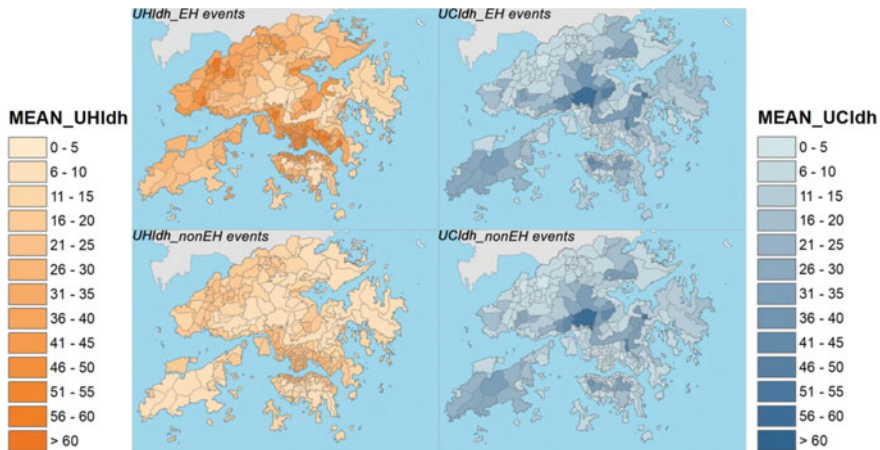 UHIdh_EH events
UCIdh_EH events
MEAN_UHIdh
0 - 5
6 - 10
11 - 15
16 - 20
21 - 25
26 - 30
31 - 35
36 - 40
41 - 45
46 - 50
51 - 55
56 - 60
> 60
UHIdh_nonEH events
UCIdh_nonEH events
MEAN_UCIdh
0 - 5
6 - 10
11 - 15
16 - 20
21 - 25
26 - 30
31 - 35
36 - 40
41 - 45
46 - 50
51 - 55
56 - 60
> 60